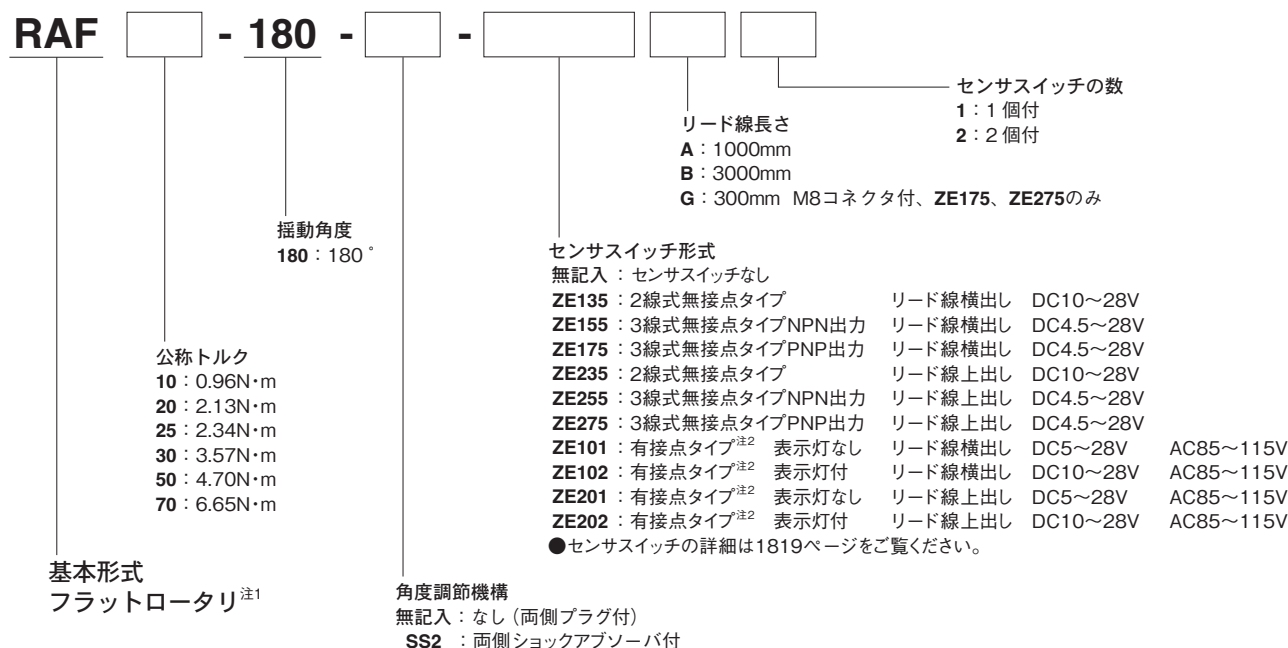 RAF - 180 - -
センサスイッチの数
1：1 個付
2：2 個付
リード線長さ
A：1000mm
B：3000mm
G：300mm M8コネクタ付、ZE175、ZE275のみ
揺動角度
180：180°
センサスイッチ形式
無記入：センサスイッチなし
ZE135：2線式無接点タイプ リード線横出し DC10〜28V
ZE155：3線式無接点タイプNPN出力 リード線横出し DC4.5〜28V
ZE175：3線式無接点タイプPNP出力 リード線横出し DC4.5〜28V
ZE235：2線式無接点タイプ リード線上出し DC10〜28V
ZE255：3線式無接点タイプNPN出力 リード線上出し DC4.5〜28V
ZE275：3線式無接点タイプPNP出力 リード線上出し DC4.5〜28V
ZE101：有接点タイプ注2 表示灯なし リード線横出し DC5〜28V AC85〜115V
ZE102：有接点タイプ注2 表示灯付 リード線横出し DC10〜28V AC85〜115V
ZE201：有接点タイプ注2 表示灯なし リード線上出し DC5〜28V AC85〜115V
ZE202：有接点タイプ注2 表示灯付 リード線上出し DC10〜28V AC85〜115V
●センサスイッチの詳細は1819ページをご覧ください。
公称トルク
10：0.96N・m
20：2.13N・m
25：2.34N・m
30：3.57N・m
50：4.70N・m
70：6.65N・m
基本形式
フラットロータリ注1
角度調節機構
無記入：なし（両側プラグ付）
SS2 ：両側ショックアブソーバ付